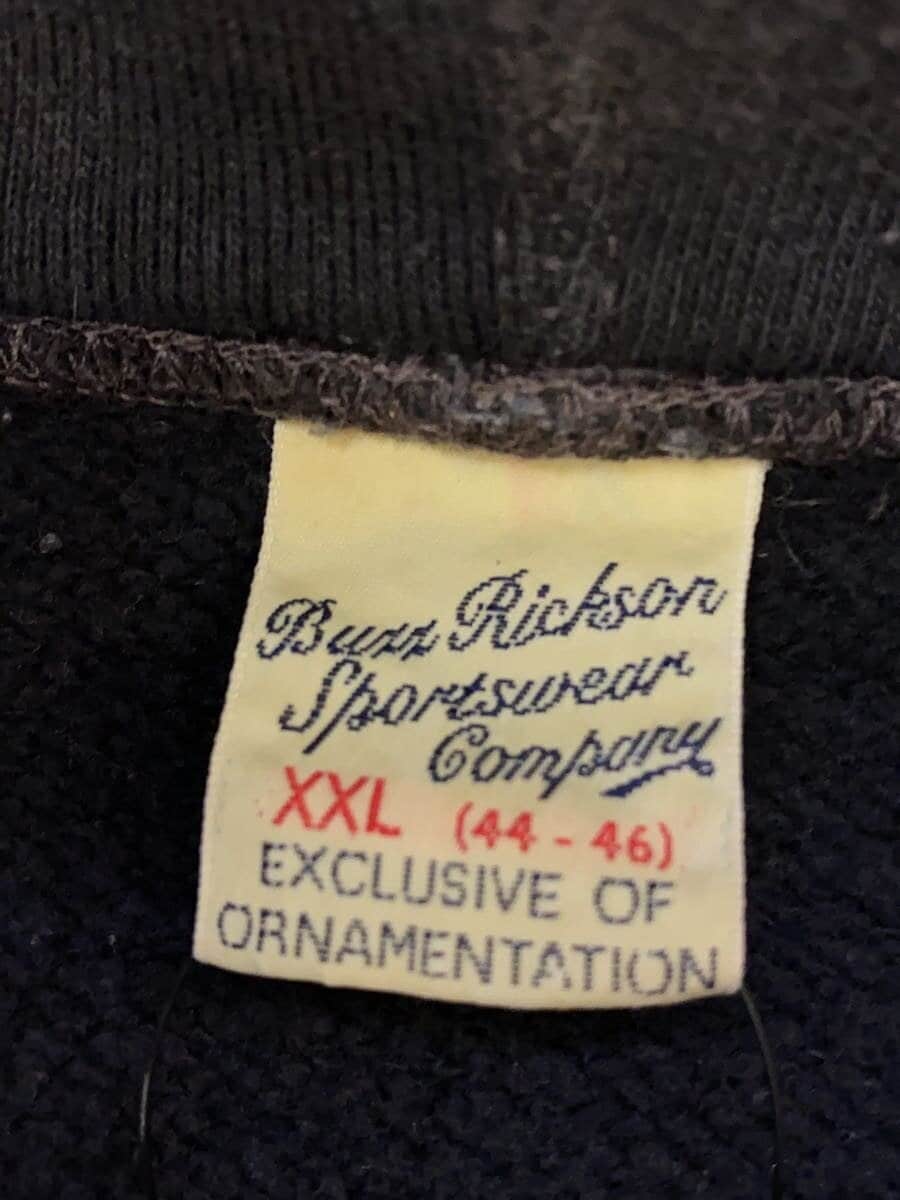 Buzz Rickson
Sportswear
Company
XXL (44 - 46)
EXCLUSIVE OF
ORNAMENTATION